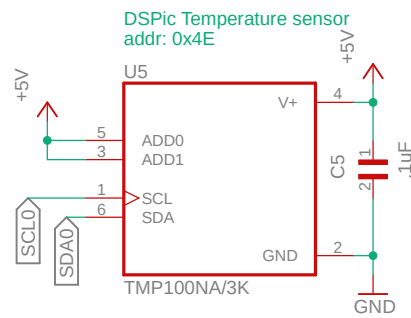 DSPic Temperature sensor
addr: 0x4E
+5V
U5
+5V
4
V+
5
ADD0
3
ADD1
1
SCL
6
SDA
SCL0
SDA0
GND
2
C5
1
2
.1uF
TMP100NA/3K
GND